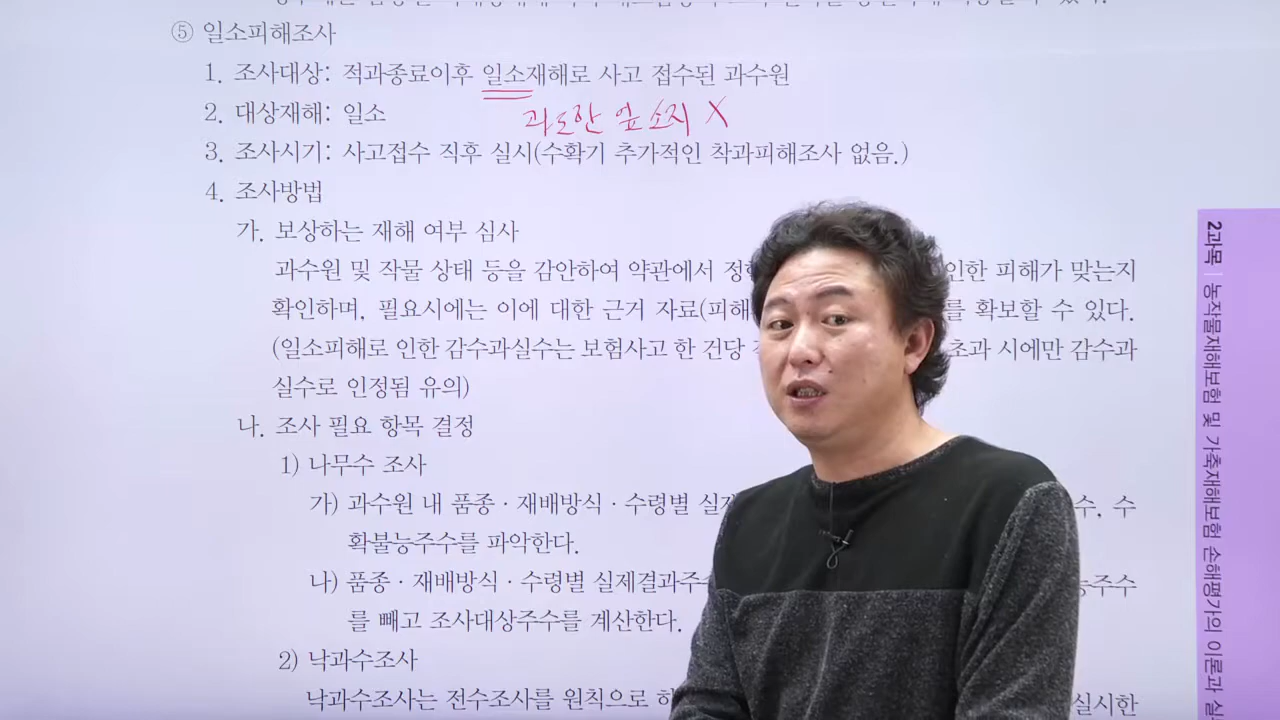 ⑤ 일소피해조사
1. 조사대상: 적과종료이후 일소재해로 사고 접수된 과수원
2. 대상재해: 일소
과도한 잎 소지 X
3. 조사시기: 사고접수 직후 실시(수확기 추가적인 착과피해조사 없음.)
4. 조사방법
가. 보상하는 재해 여부 심사
과수원 및 작물 상태 등을 감안하여 약관에서 정한 인한 피해가 맞는지
확인하며, 필요시에는 이에 대한 근거 자료(피해 를 확보할 수 있다.
(일소피해로 인한 감수과실수는 보험사고 한 건당 초과 시에만 감수과
실수로 인정됨 유의)
나. 조사 필요 항목 결정
1) 나무수 조사
가) 과수원 내 품종·재배방식·수령별 실제 수, 수
확불능주수를 파악한다.
나) 품종·재배방식·수령별 실제결과주수 능주수
를 빼고 조사대상주수를 계산한다.
2) 낙과수조사
낙과수조사는 전수조사를 원칙으로 하 실시한
2과목 | 농작물재해보험 및 가축재해보험 손해평가의 이론과 실